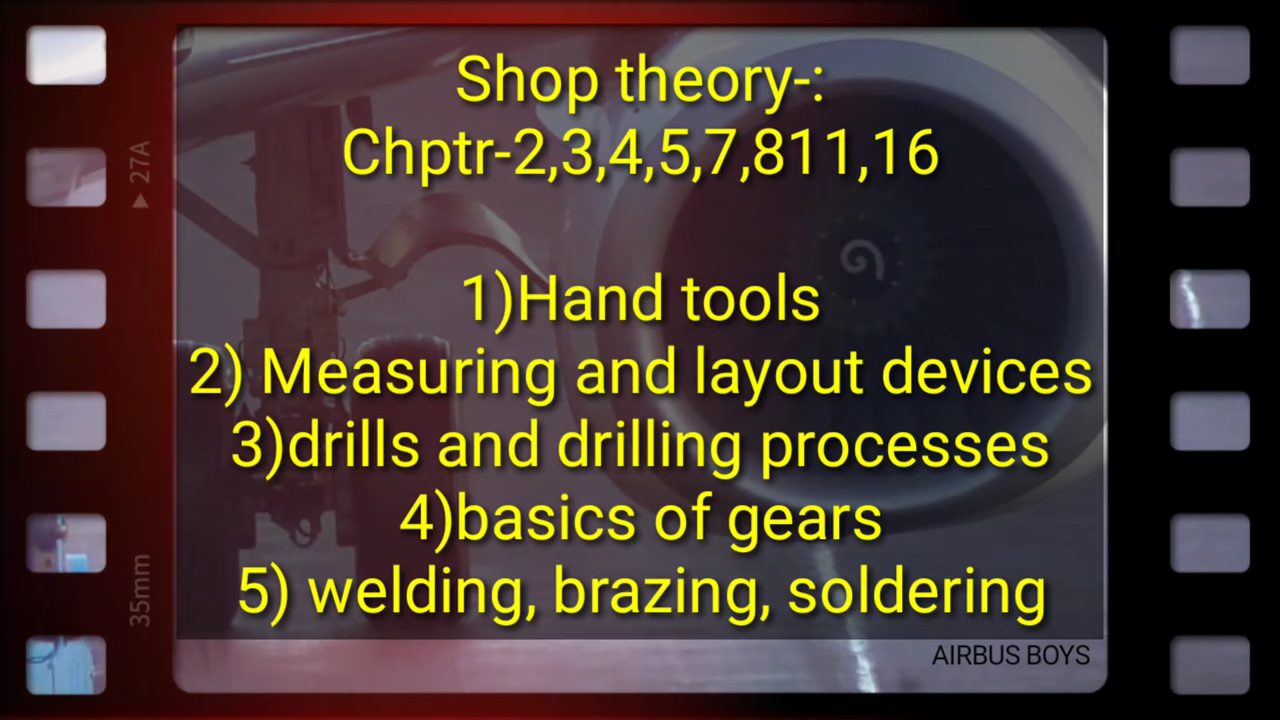 Shop theory-:
Chptr-2,3,4,5,7,811,16
1)Hand tools
2) Measuring and layout devices
3)drills and drilling processes
4)basics of gears
5) welding, brazing, soldering
AIRBUS BOYS
▶ 27A
35mm